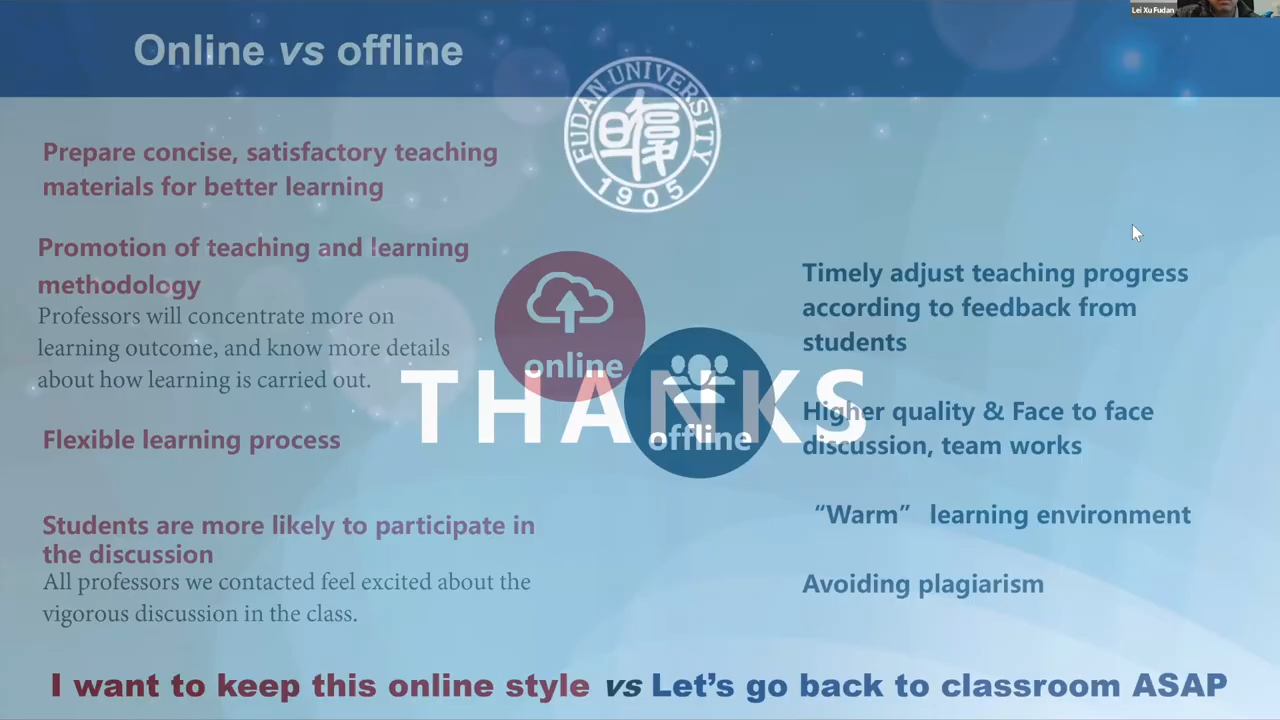 Lei Xu Fudan
Online vs offline
FUDAN UNIVERSITY
1905
Prepare concise, satisfactory teaching
materials for better learning
Promotion of teaching and learning
methodology
Professors will concentrate more on
learning outcome, and know more details
about how learning is carried out.
Flexible learning process
Students are more likely to participate in
the discussion
All professors we contacted feel excited about the
vigorous discussion in the class.
online
offline
THANKS
Timely adjust teaching progress
according to feedback from
students
Higher quality & Face to face
discussion, team works
“Warm” learning environment
Avoiding plagiarism
I want to keep this online style vs Let’s go back to classroom ASAP